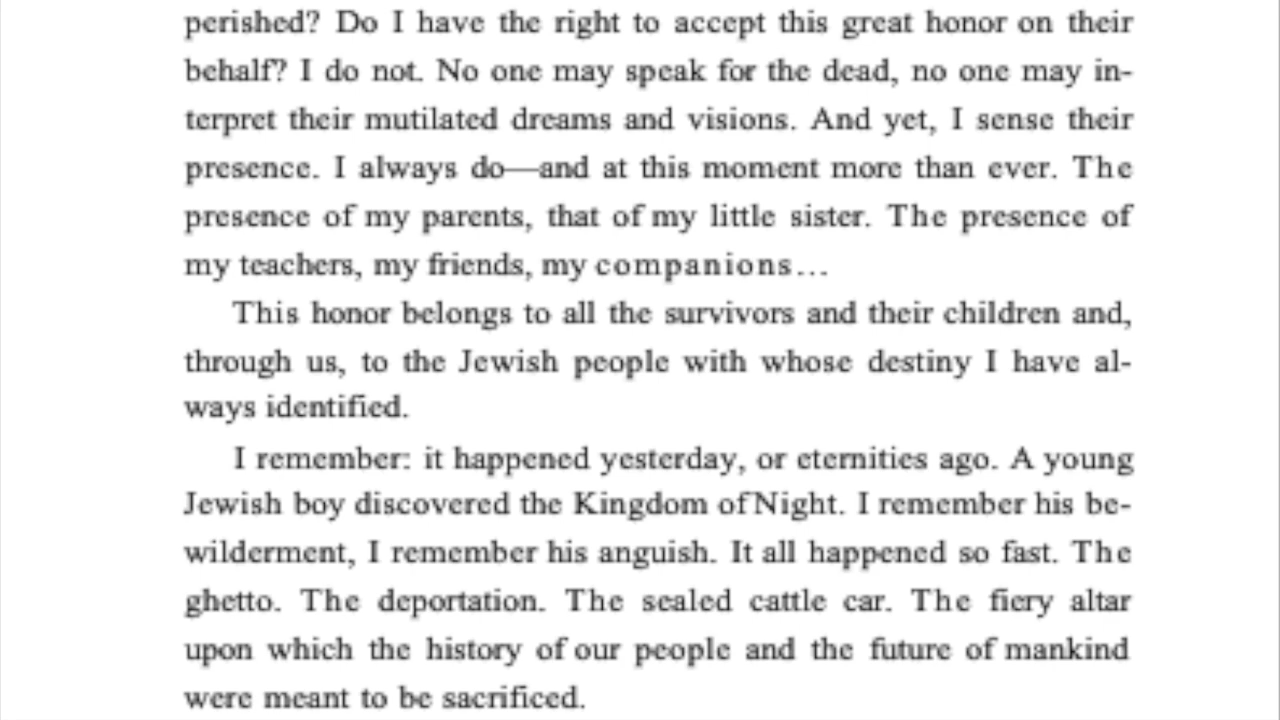 perished? Do I have the right to accept this great honor on their
behalf? I do not. No one may speak for the dead, no one may in-
terpret their mutilated dreams and visions. And yet, I sense their
presence. I always do—and at this moment more than ever. The
presence of my parents, that of my little sister. The presence of
my teachers, my friends, my companions...
This honor belongs to all the survivors and their children and,
through us, to the Jewish people with whose destiny I have al-
ways identified.
I remember: it happened yesterday, or eternities ago. A young
Jewish boy discovered the Kingdom of Night. I remember his be-
wilderment, I remember his anguish. It all happened so fast. The
ghetto. The deportation. The sealed cattle car. The fiery altar
upon which the history of our people and the future of mankind
were meant to be sacrificed.